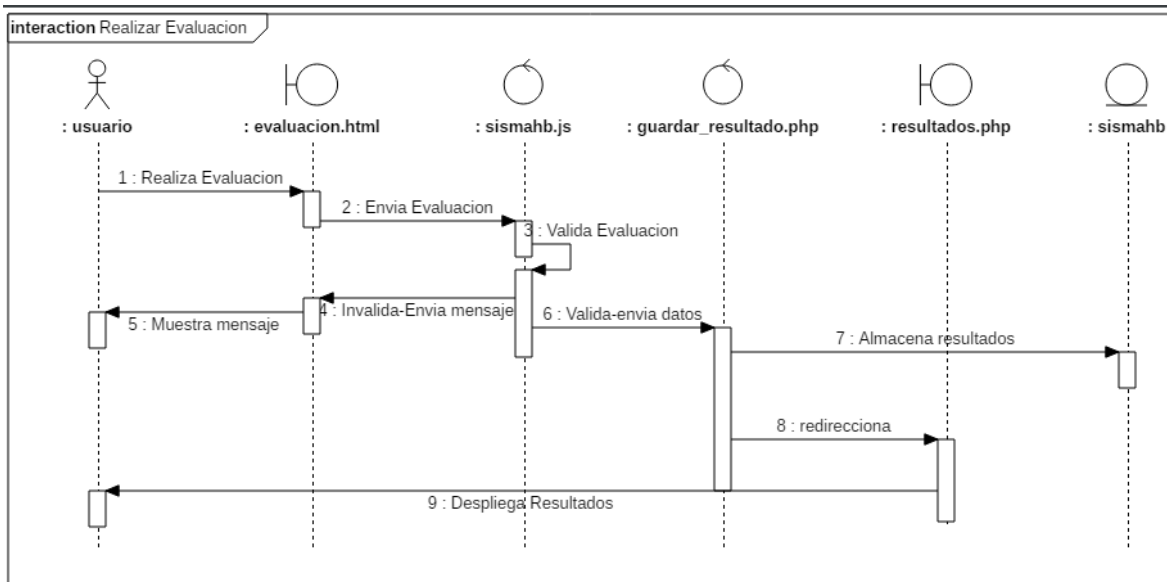 interaction Realizar Evaluacion
: usuario
: evaluacion.html
: sismahb.js
: guardar_resultado.php
: resultados.php
: sismahb
1 : Realiza Evaluacion
2 : Envia Evaluacion
3 : Valida Evaluacion
4 : Invalida-Envia mensaje
5 : Muestra mensaje
6 : Valida-envia datos
7 : Almacena resultados
8 : redirecciona
9 : Despliega Resultados